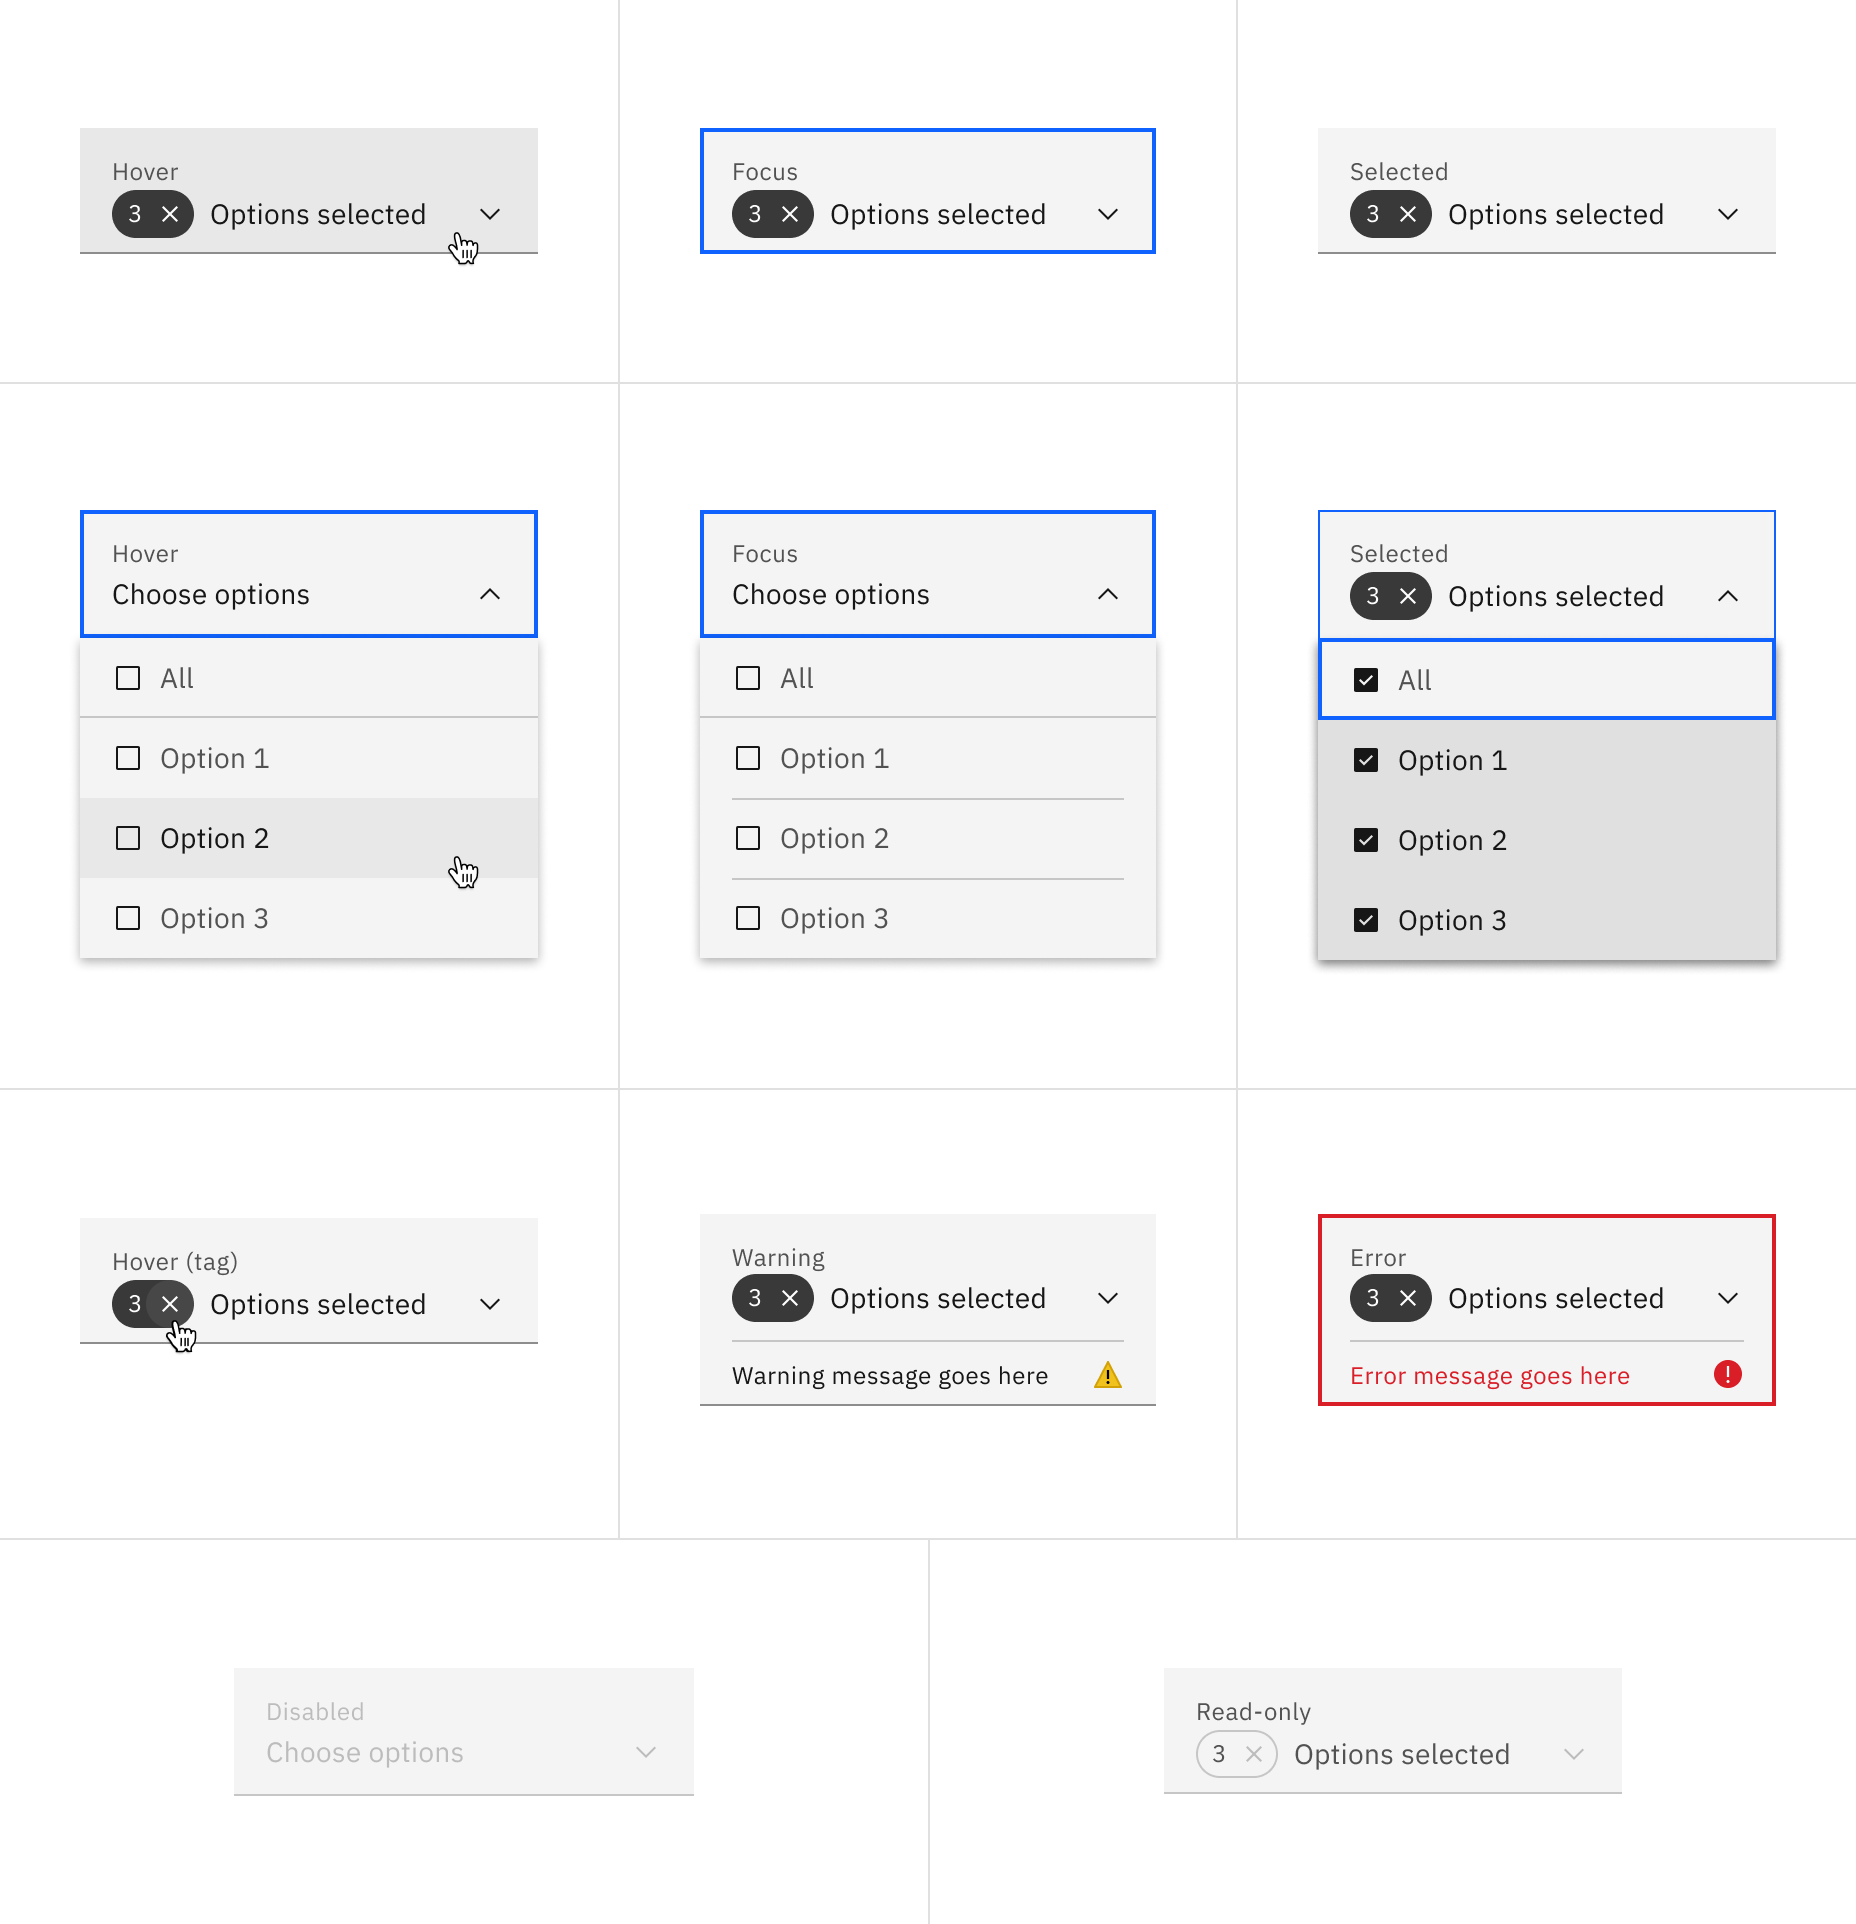 Hover
3 Options selected
Focus
3 Options selected
Selected
3 Options selected
Hover
Choose options
All
Option 1
Option 2
Option 3
Focus
Choose options
All
Option 1
Option 2
Option 3
Selected
3 Options selected
All
Option 1
Option 2
Option 3
Hover (tag)
3 Options selected
Warning
3 Options selected
Warning message goes here
Error
3 Options selected
Error message goes here
Disabled
Choose options
Read-only
3 Options selected